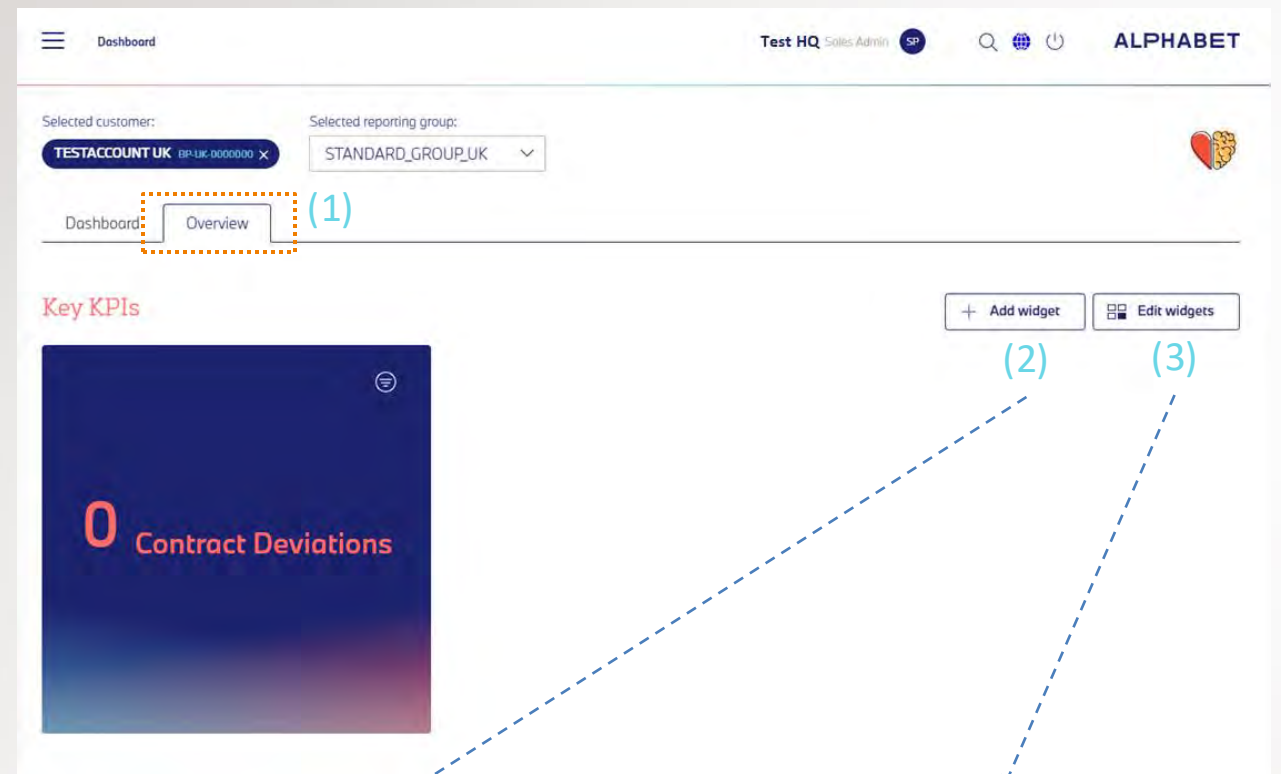 Dashboard
Test HQ Sales Admin SP
ALPHABET
Selected customer:
Selected reporting group:
TESTACCOUNT UK BP-UK-0000000 ×
STANDARD_GROUP_UK
Dashboard
Overview
(1)
Key KPIs
+ Add widget
Edit widgets
(2)
(3)
0 Contract Deviations